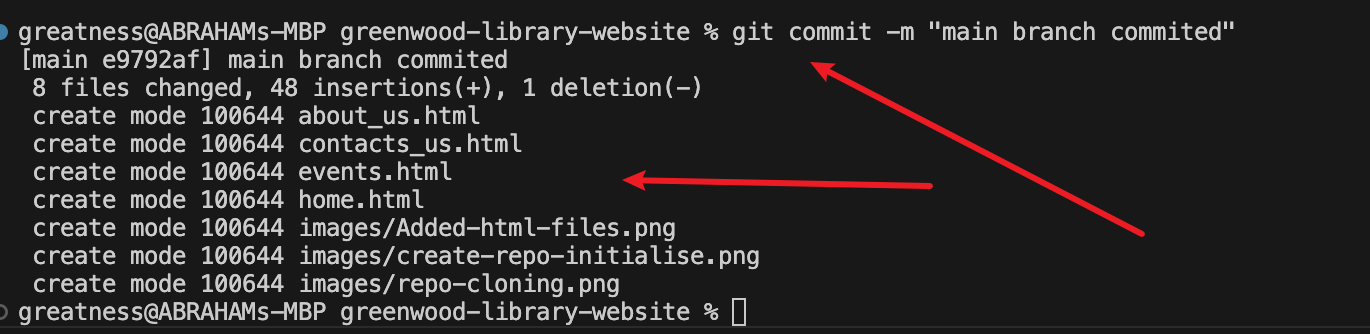 greatness@ABRAHAMs-MBP greenwood-library-website % git commit -m "main branch commited"
[main e9792af] main branch commited
8 files changed, 48 insertions(+), 1 deletion(-)
create mode 100644 about_us.html
create mode 100644 contacts_us.html
create mode 100644 events.html
create mode 100644 home.html
create mode 100644 images/Added-html-files.png
create mode 100644 images/create-repo-initialise.png
create mode 100644 images/repo-cloning.png
greatness@ABRAHAMs-MBP greenwood-library-website %